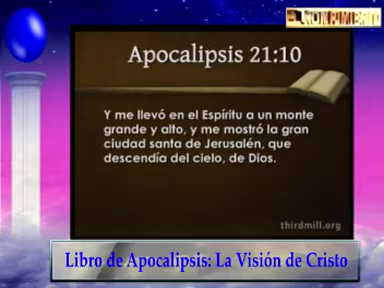 Apocalipsis 21:10
Y me llevó en el Espíritu a un monte
grande y alto, y me mostró la gran
ciudad santa de Jerusalén, que
descendía del cielo, de Dios.
thirdmill.org
Libro de Apocalipsis: La Visión de Cristo